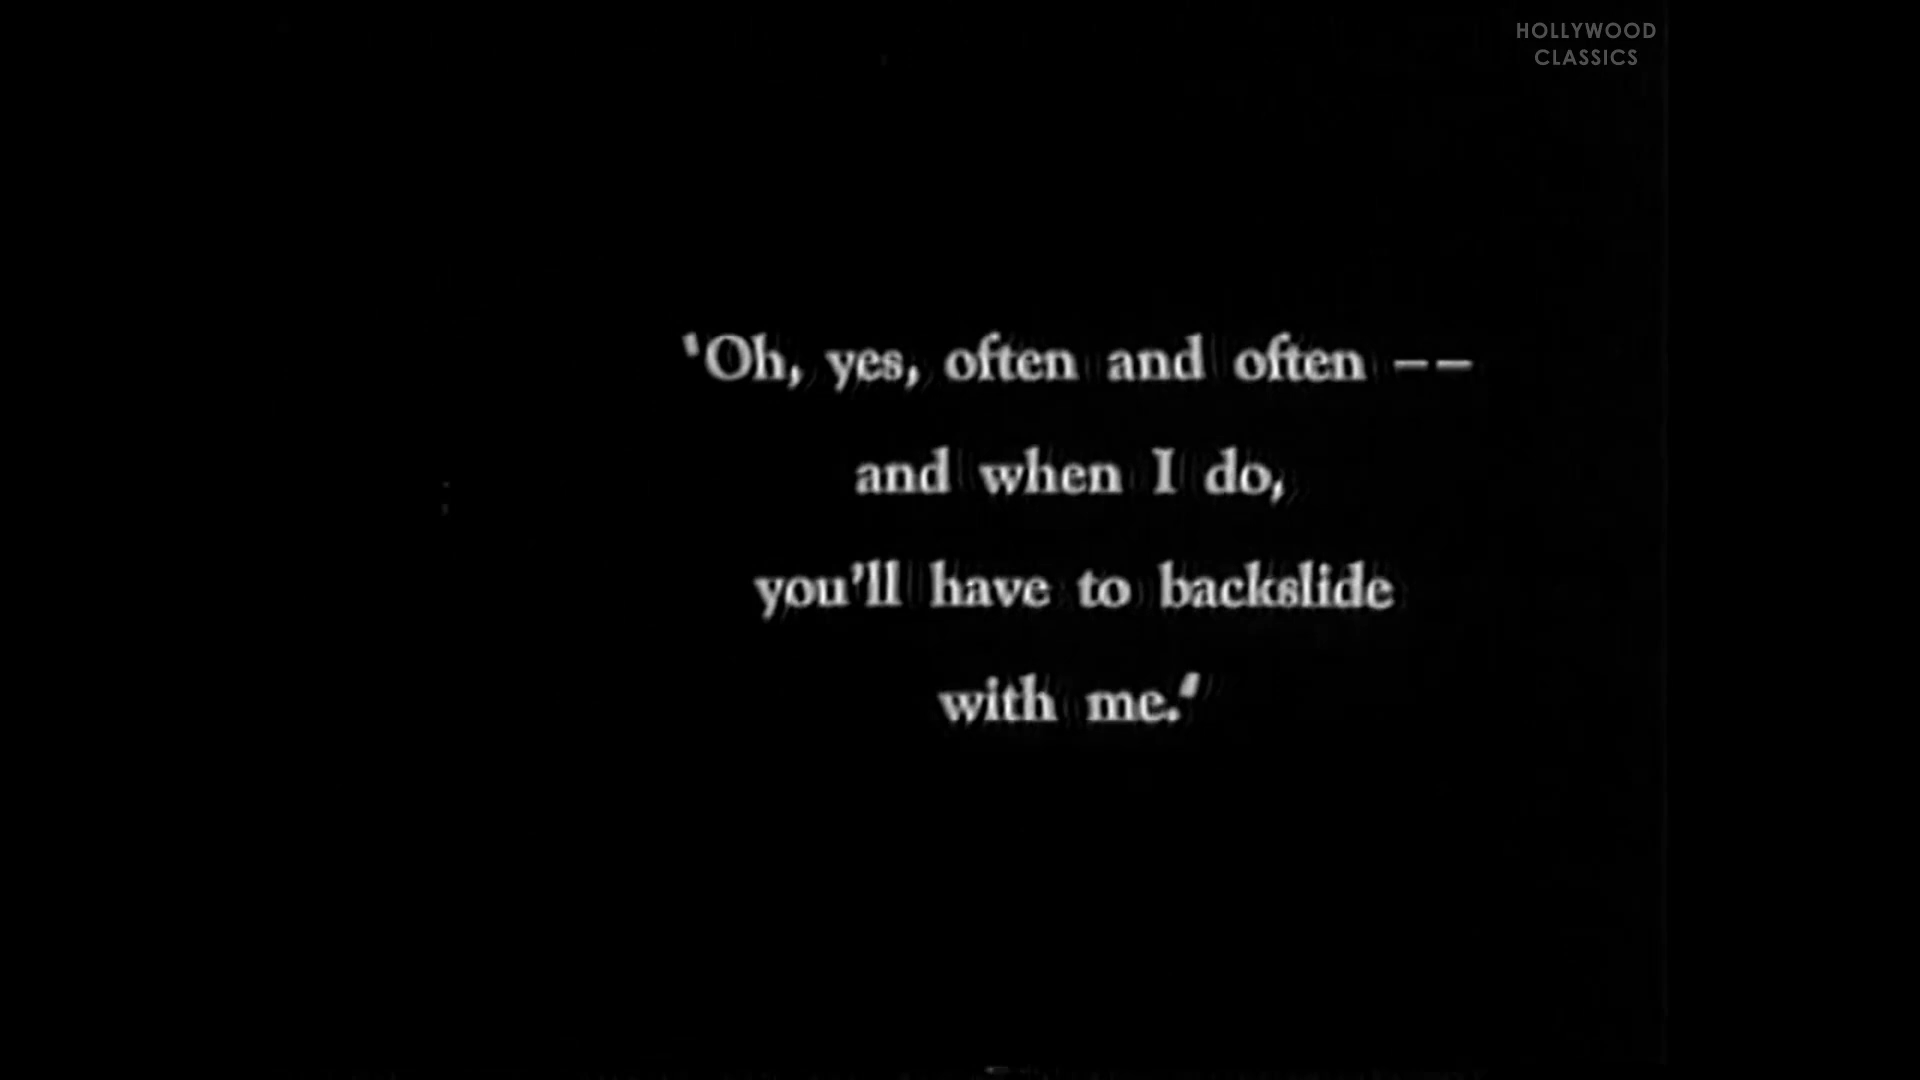 HOLLYWOOD
CLASSICS
"Oh, yes, often and often --
and when I do,
you'll have to backslide
with me."